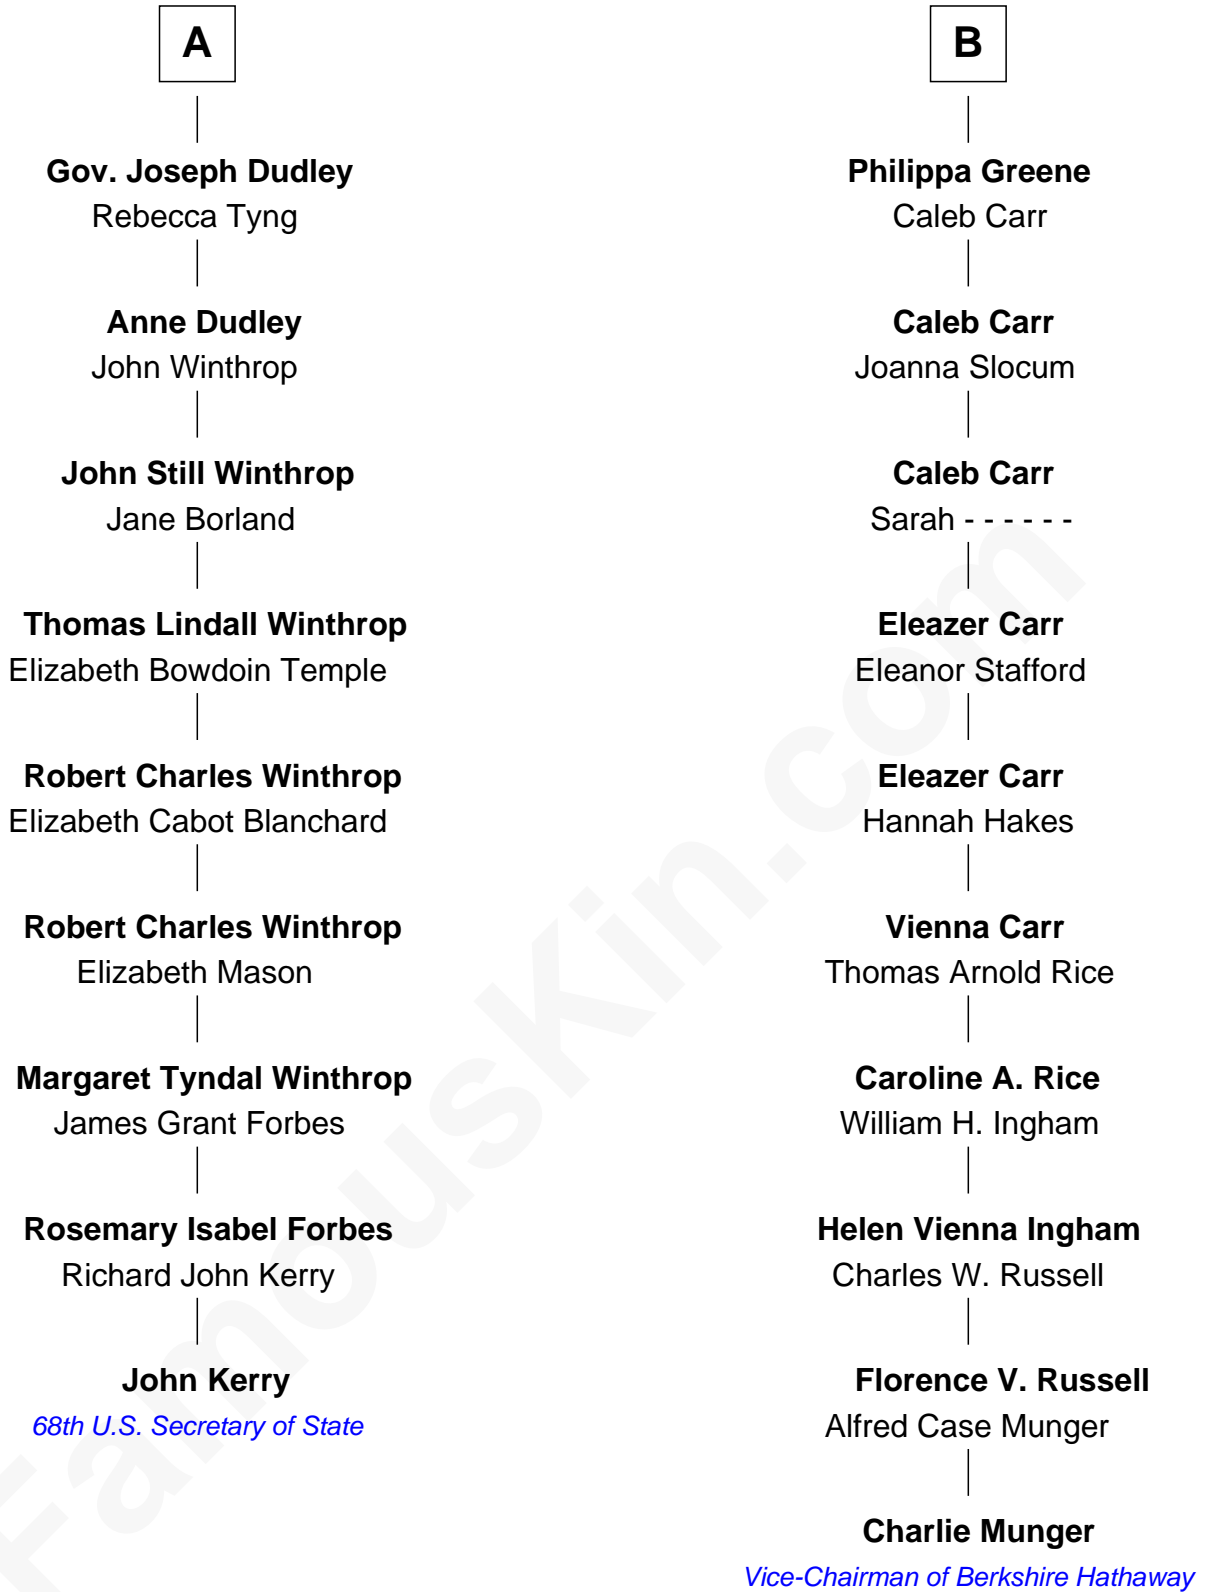 A
Gov. Joseph Dudley
Rebecca Tyng
Anne Dudley
John Winthrop
John Still Winthrop
Jane Borland
Thomas Lindall Winthrop
Elizabeth Bowdoin Temple
Robert Charles Winthrop
Elizabeth Cabot Blanchard
Robert Charles Winthrop
Elizabeth Mason
Margaret Tyndal Winthrop
James Grant Forbes
Rosemary Isabel Forbes
Richard John Kerry
John Kerry
68th U.S. Secretary of State
B
Philippa Greene
Caleb Carr
Caleb Carr
Joanna Slocum
Caleb Carr
Sarah - - - - - -
Eleazer Carr
Eleanor Stafford
Eleazer Carr
Hannah Hakes
Vienna Carr
Thomas Arnold Rice
Caroline A. Rice
William H. Ingham
Helen Vienna Ingham
Charles W. Russell
Florence V. Russell
Alfred Case Munger
Charlie Munger
Vice-Chairman of Berkshire Hathaway
FamousKin.com